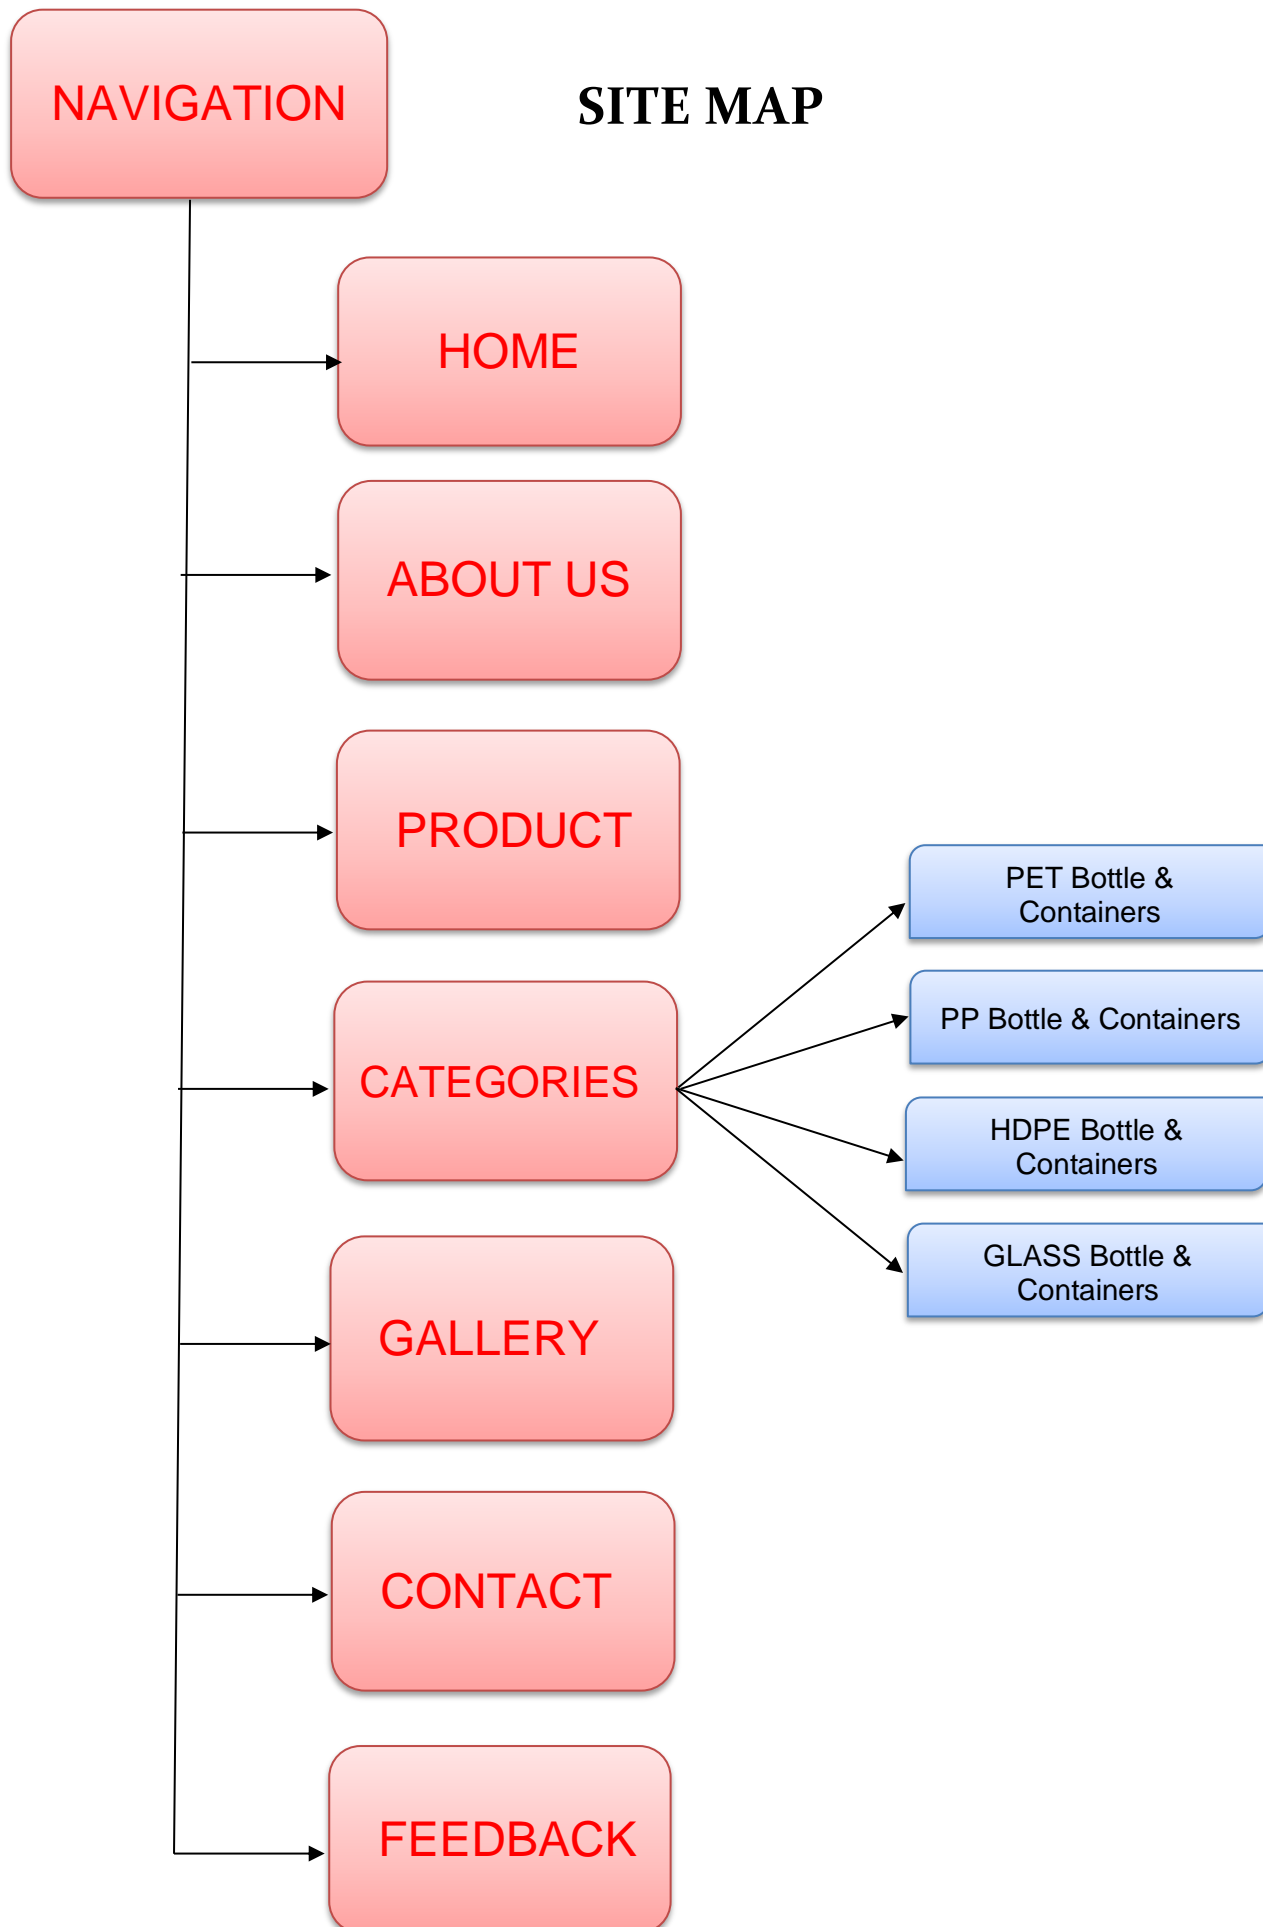 NAVIGATION
SITE MAP
HOME
ABOUT US
PRODUCT
PET Bottle &
Containers
PP Bottle & Containers
CATEGORIES
HDPE Bottle &
Containers
GLASS Bottle &
Containers
GALLERY
CONTACT
FEEDBACK